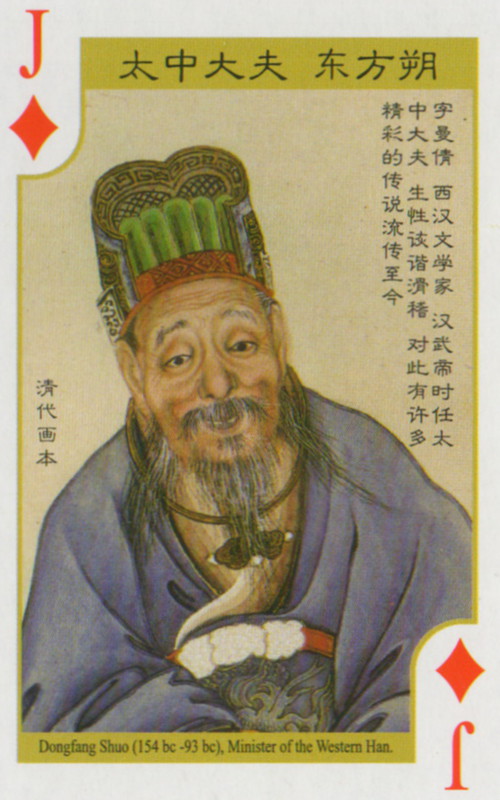 J
太中大夫 东方朔
字曼倩 西汉文学家 汉武帝时任太
中大夫 生性诙谐滑稽 对此有许多
精彩的传说流传至今
清代画本
Dongfang Shuo (154 bc -93 bc), Minister of the Western Han.
J